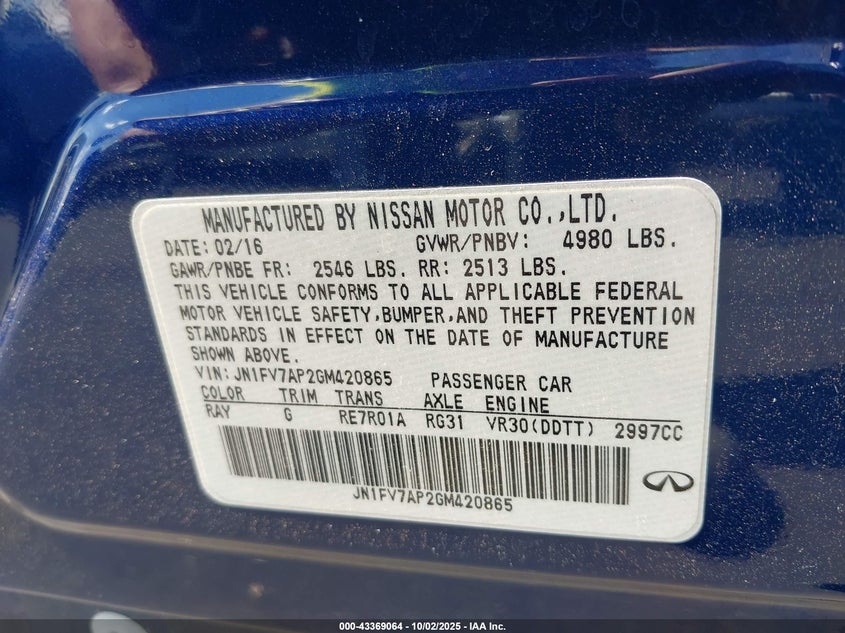 MANUFACTURED BY NISSAN MOTOR CO.,LTD.
DATE: 02/16 GVWR/PNBV: 4980 LBS.
GAWR/PNBE FR: 2546 LBS. RR: 2513 LBS.
THIS VEHICLE CONFORMS TO ALL APPLICABLE FEDERAL
MOTOR VEHICLE SAFETY,BUMPER,AND THEFT PREVENTION
STANDARDS IN EFFECT ON THE DATE OF MANUFACTURE
SHOWN ABOVE.
VIN: JN1FV7AP2GM420865 PASSENGER CAR
COLOR TRIM TRANS AXLE ENGINE
RAY G RE7R01A RG31 VR30(DDTT) 2997CC
JN1FV7AP2GM420865
000-43369064 - 10/02/2025 - IAA Inc.